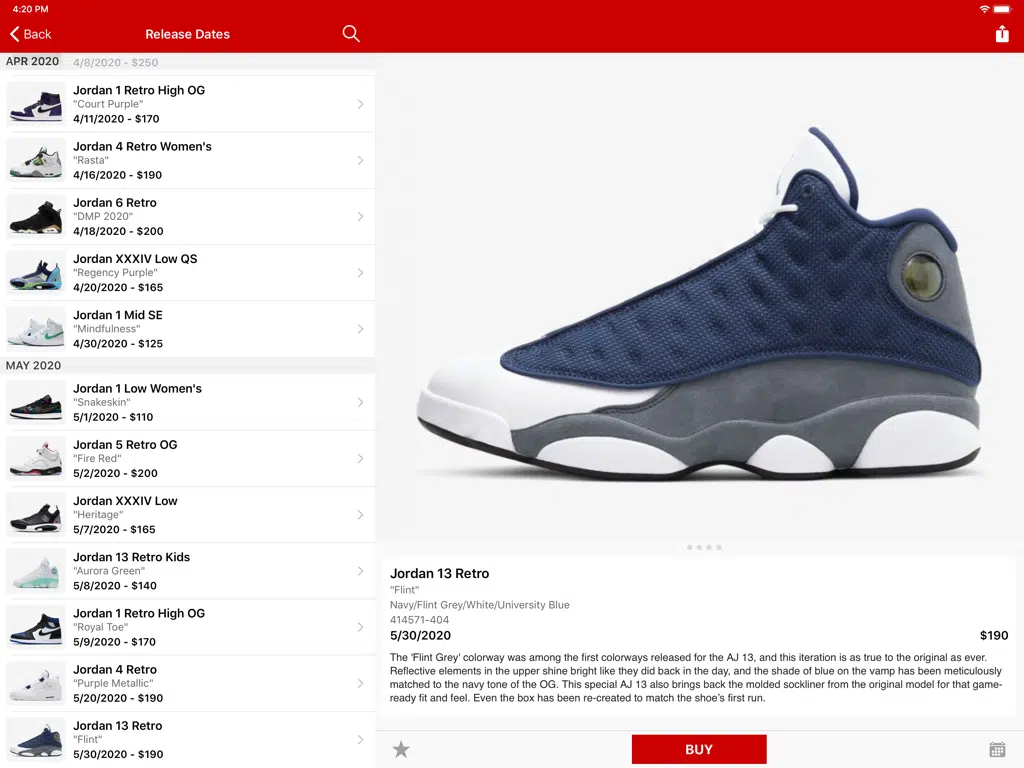 4:20 PM
Back
Release Dates
APR 2020
4/8/2020 - $250
Jordan 1 Retro High OG
"Court Purple"
4/11/2020 - $170
Jordan 4 Retro Women's
"Rasta"
4/16/2020 - $190
Jordan 6 Retro
"DMP 2020"
4/18/2020 - $200
Jordan XXXIV Low QS
"Regency Purple"
4/20/2020 - $165
Jordan 1 Mid SE
"Mindfulness"
4/30/2020 - $125
MAY 2020
Jordan 1 Low Women's
"Snakeskin"
5/1/2020 - $110
Jordan 5 Retro OG
"Fire Red"
5/2/2020 - $200
Jordan XXXIV Low
"Heritage"
5/7/2020 - $165
Jordan 13 Retro Kids
"Aurora Green"
5/8/2020 - $140
Jordan 1 Retro High OG
"Royal Toe"
5/9/2020 - $170
Jordan 4 Retro
"Purple Metallic"
5/20/2020 - $190
Jordan 13 Retro
"Flint"
5/30/2020 - $190
Jordan 13 Retro
"Flint"
Navy/Flint Grey/White/University Blue
414571-404
5/30/2020 $190
The 'Flint Grey' colorway was among the first colorways released for the AJ 13, and this iteration is as true to the original as ever.
Reflective elements in the upper shine bright like they did back in the day, and the shade of blue on the vamp has been meticulously
matched to the navy tone of the OG. This special AJ 13 also brings back the molded sockliner from the original model for that game-
ready fit and feel. Even the box has been re-created to match the shoe's first run.
BUY